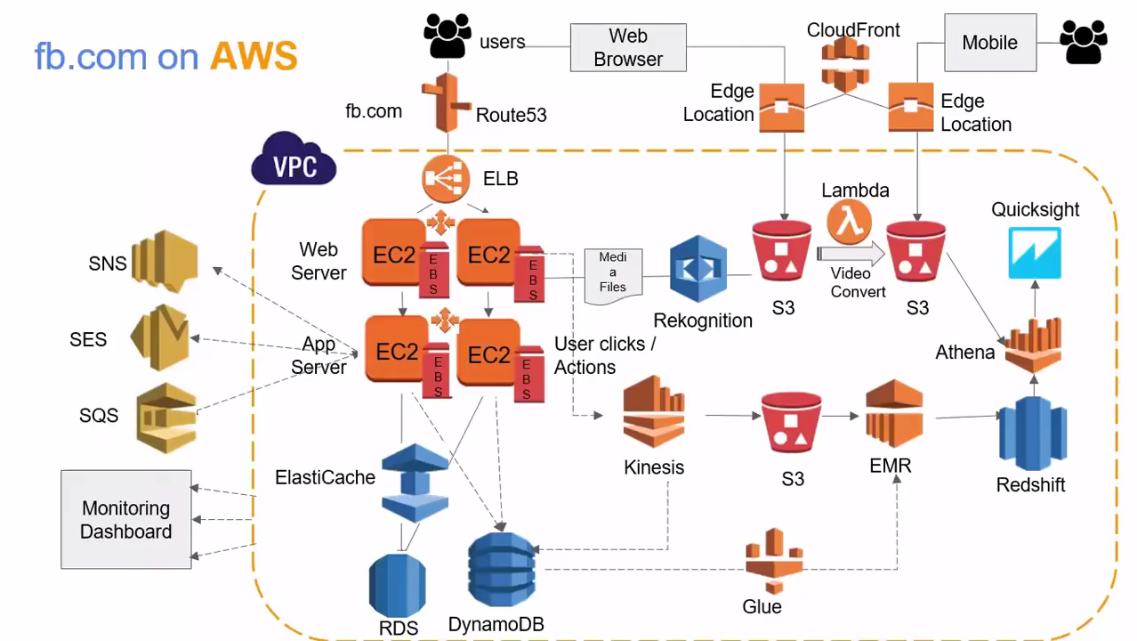 fb.com on AWS
users
Web
Browser
CloudFront
Mobile
Edge
Location
Edge
Location
fb.com
Route53
VPC
ELB
Lambda
Quicksight
Web
Server
EC2
EBS
EC2
EBS
Medi
a
Files
Rekognition
S3
Video
Convert
S3
SNS
SES
SQS
App
Server
EC2
EBS
EC2
EBS
User clicks /
Actions
Athena
Kinesis
S3
EMR
Redshift
ElastiCache
Monitoring
Dashboard
RDS
DynamoDB
Glue